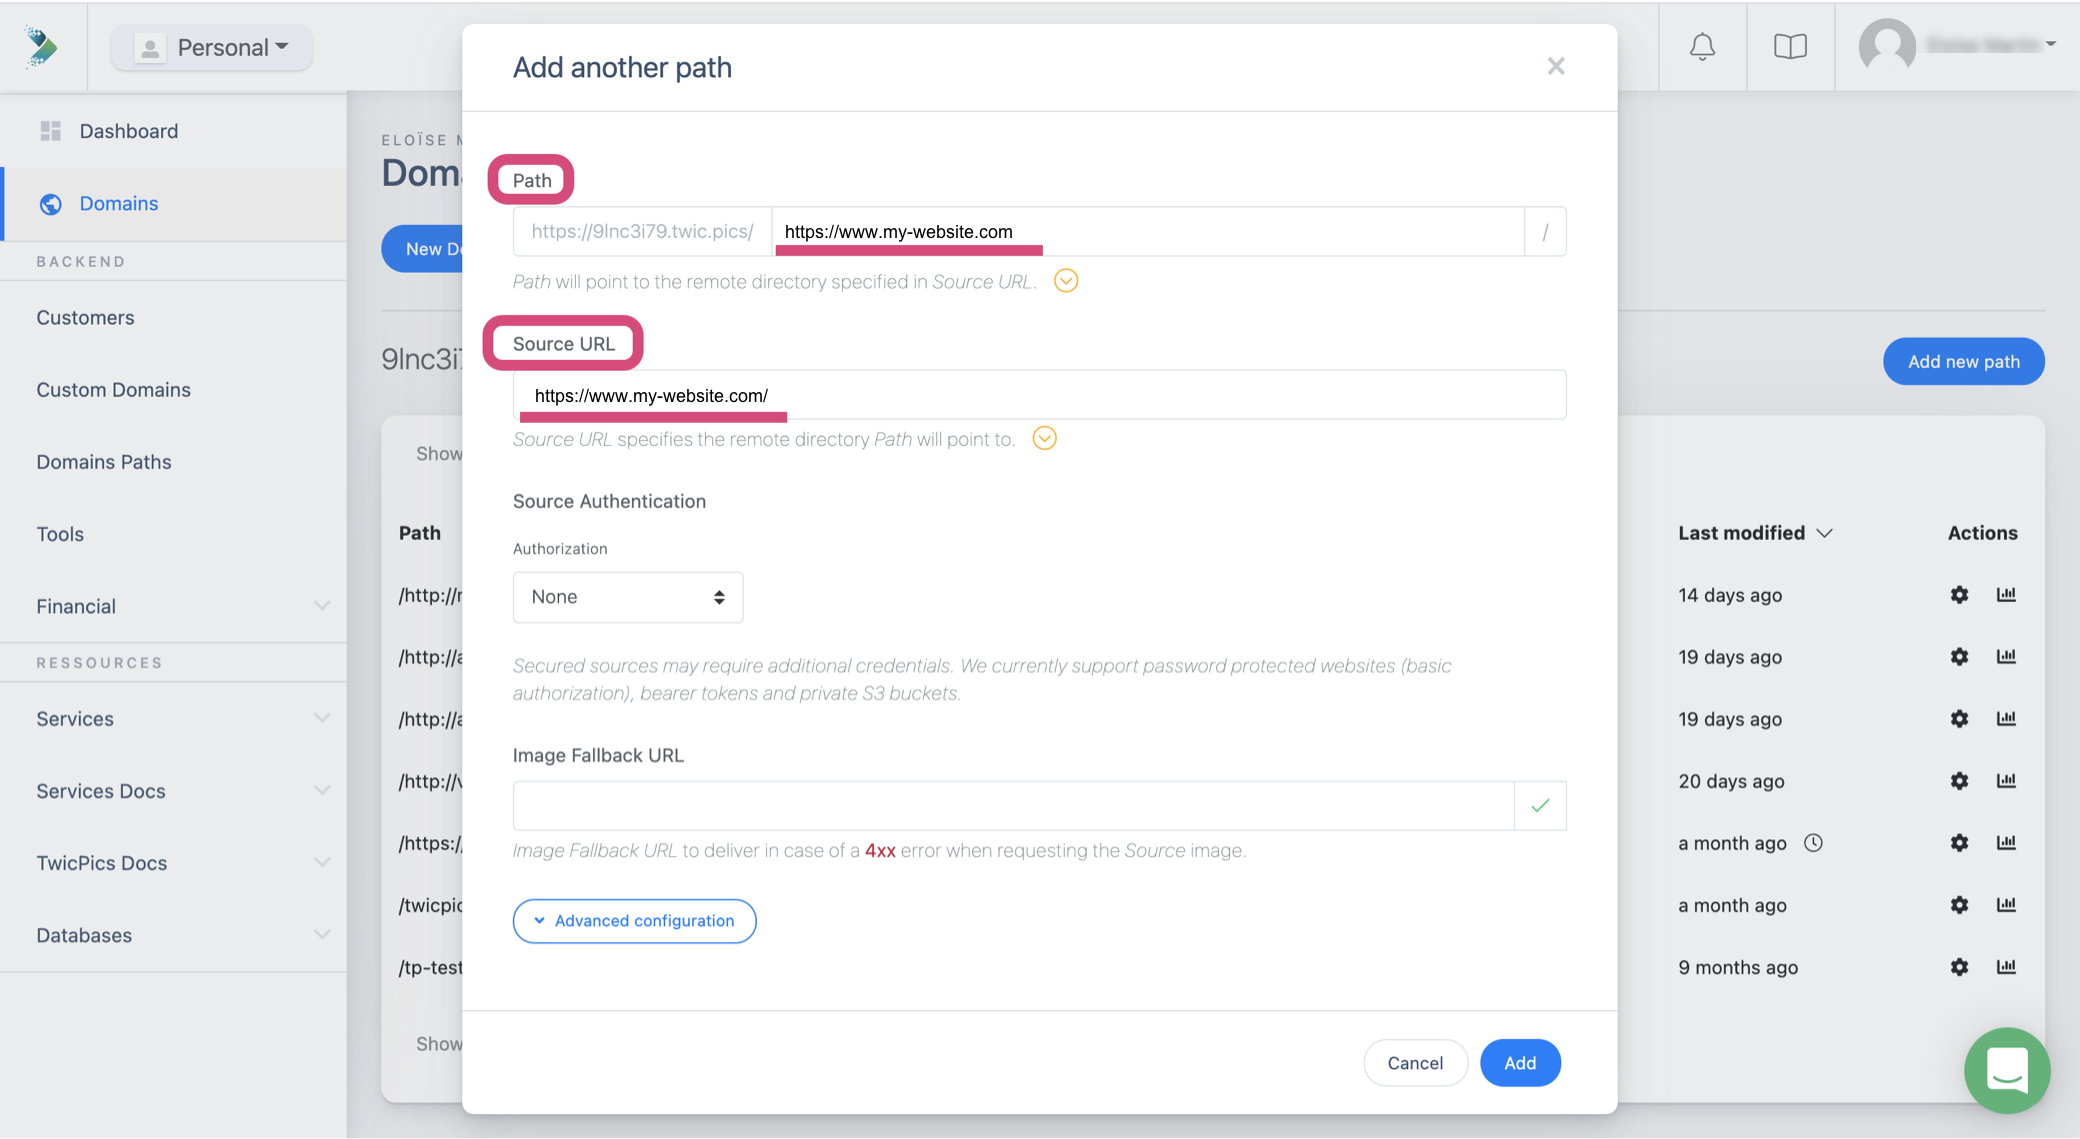 Personal
Add another path
Dashboard
Domains
BACKEND
Customers
Custom Domains
Domains Paths
Tools
Financial
RESSOURCES
Services
Services Docs
TwicPics Docs
Databases
ELOÏSE
New
9lnc3i
Add new path
Show
Path
Last modified
Actions
/http://
14 days ago
/http://a
19 days ago
/http://a
19 days ago
/http://v
20 days ago
/https:/
a month ago
/twicpic
a month ago
/tp-test
9 months ago
Show
Path
https://9lnc3i79.twic.pics/
https://www.my-website.com
/
Path will point to the remote directory specified in Source URL.
Source URL
https://www.my-website.com/
Source URL specifies the remote directory Path will point to.
Source Authentication
Authorization
None
Secured sources may require additional credentials. We currently support password protected websites (basic
authorization), bearer tokens and private S3 buckets.
Image Fallback URL
Image Fallback URL to deliver in case of a 4xx error when requesting the Source image.
Advanced configuration
Cancel
Add